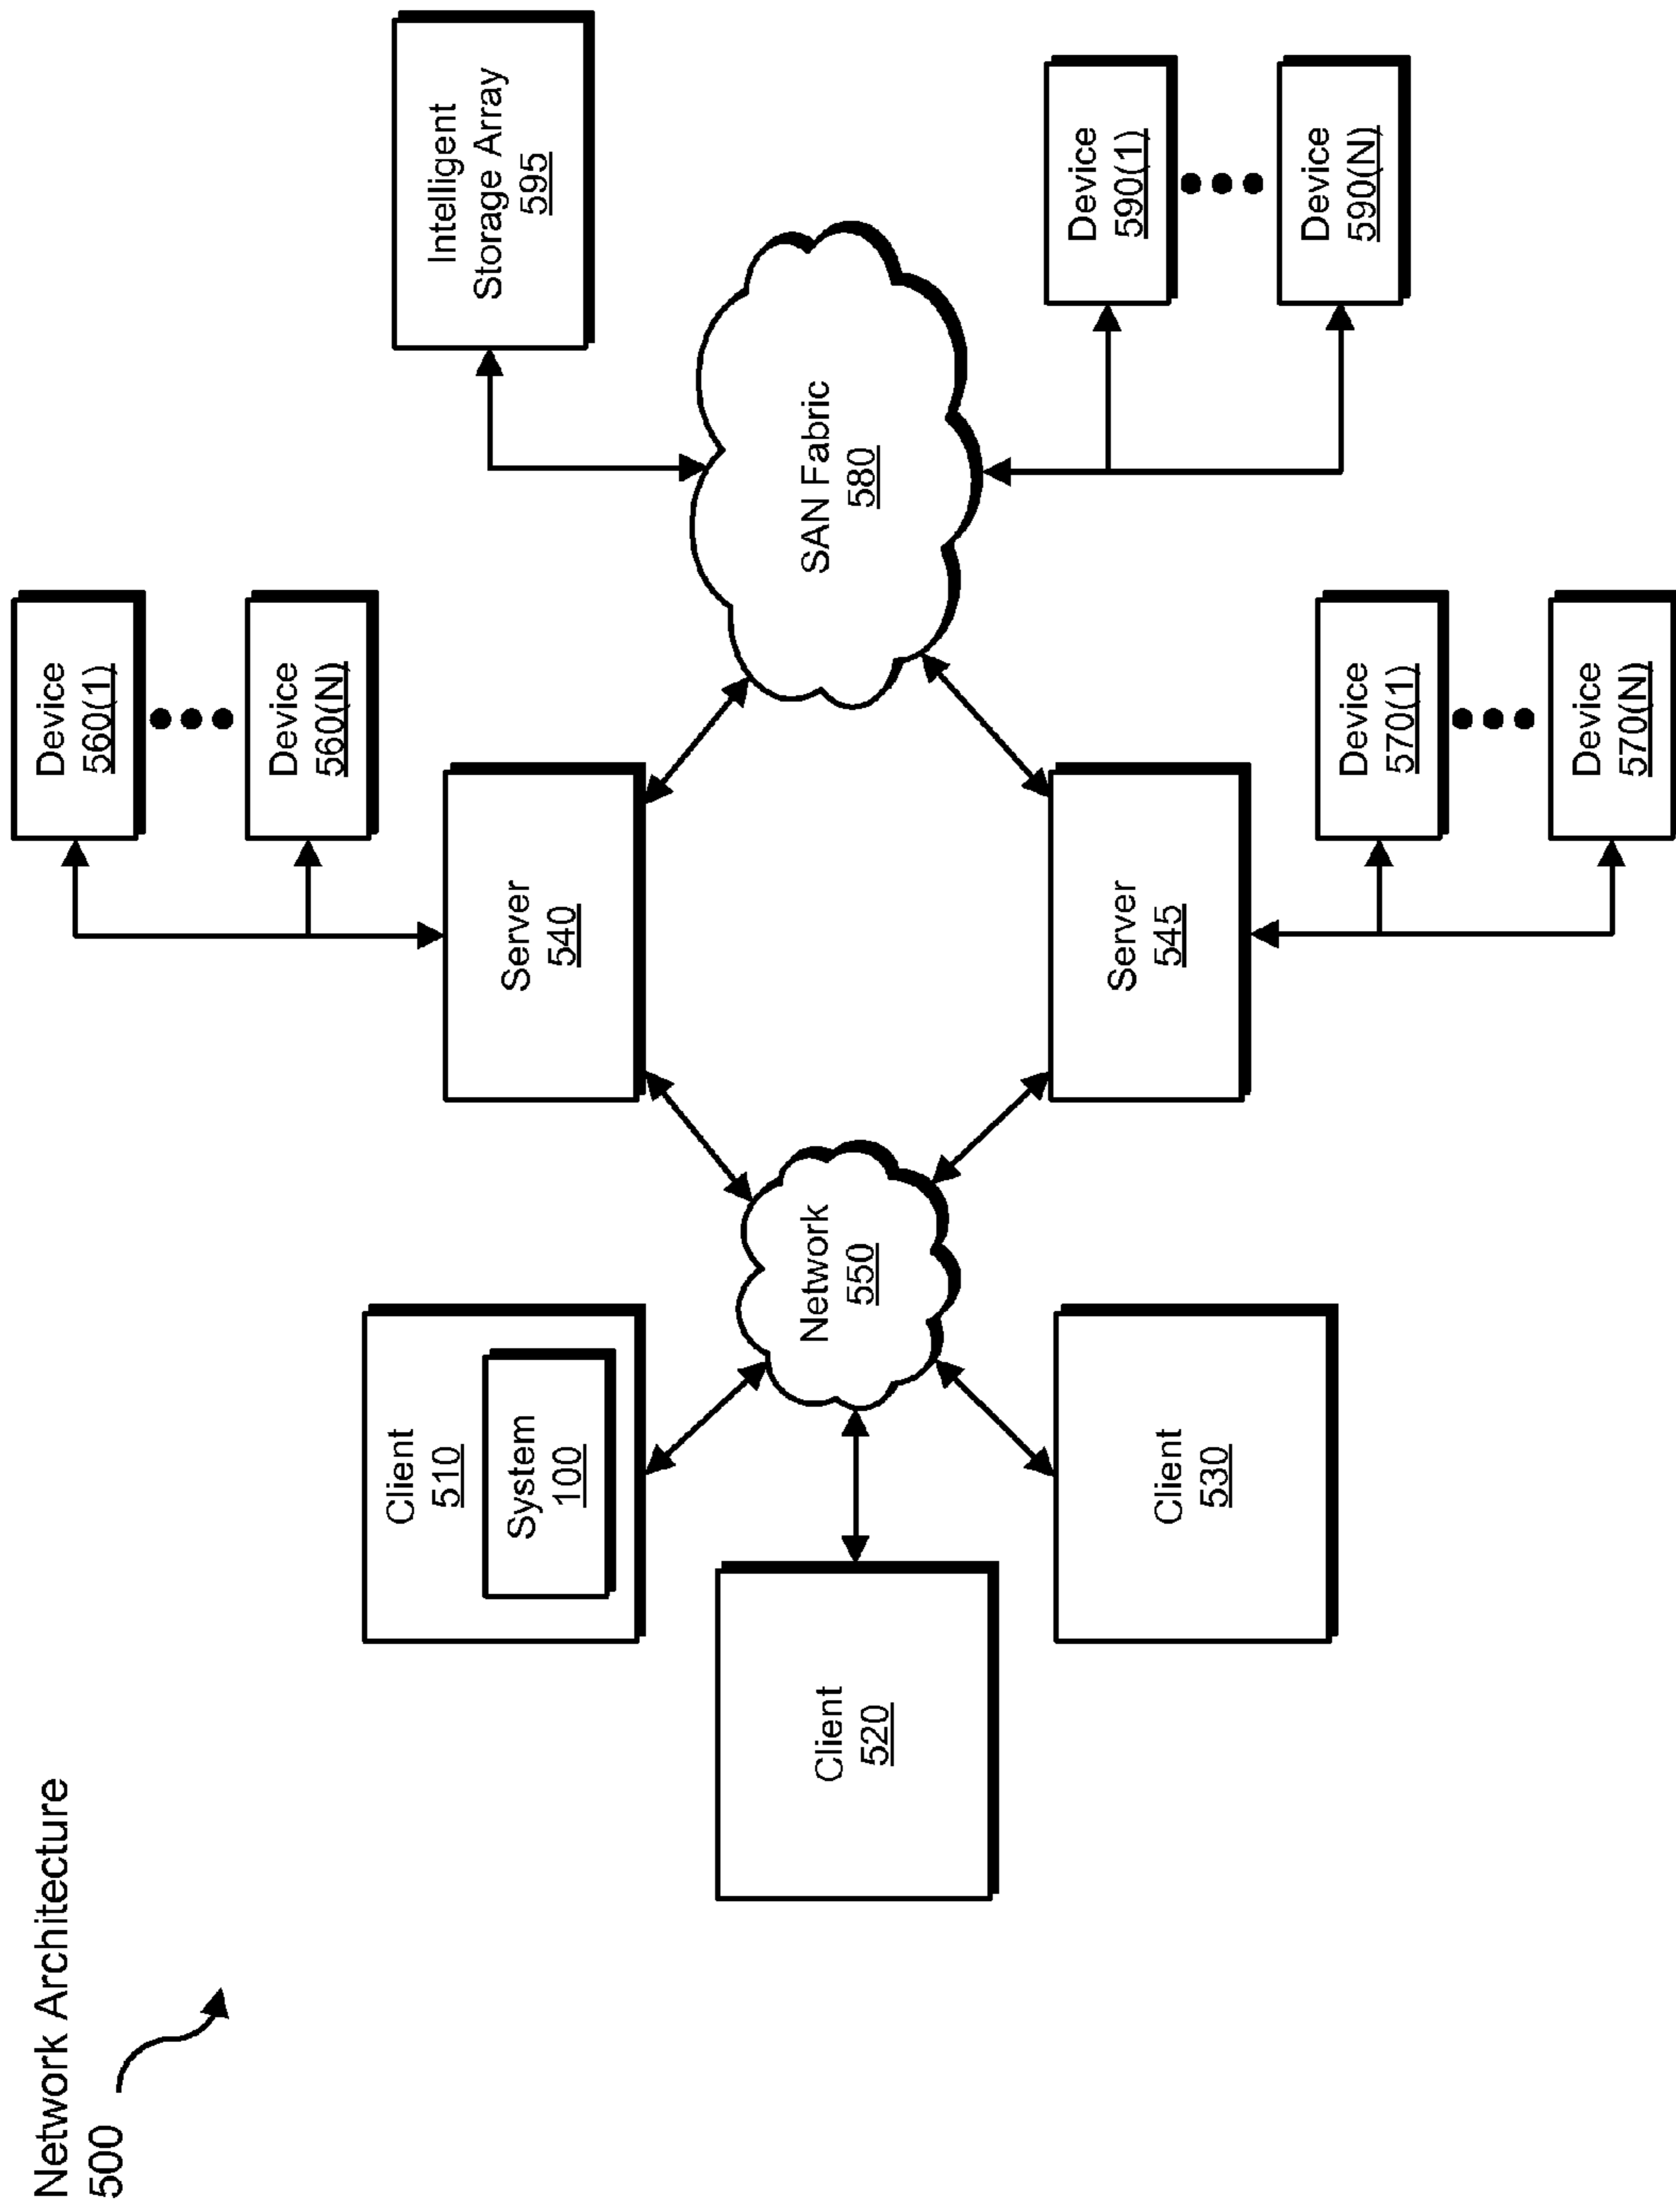 Network Architecture
500
Client
510
System
100
Client
520
Client
530
Network
550
Server
540
Server
545
Device
560(1)
Device
560(N)
Device
570(1)
Device
570(N)
SAN Fabric
580
Intelligent
Storage Array
595
Device
590(1)
Device
590(N)